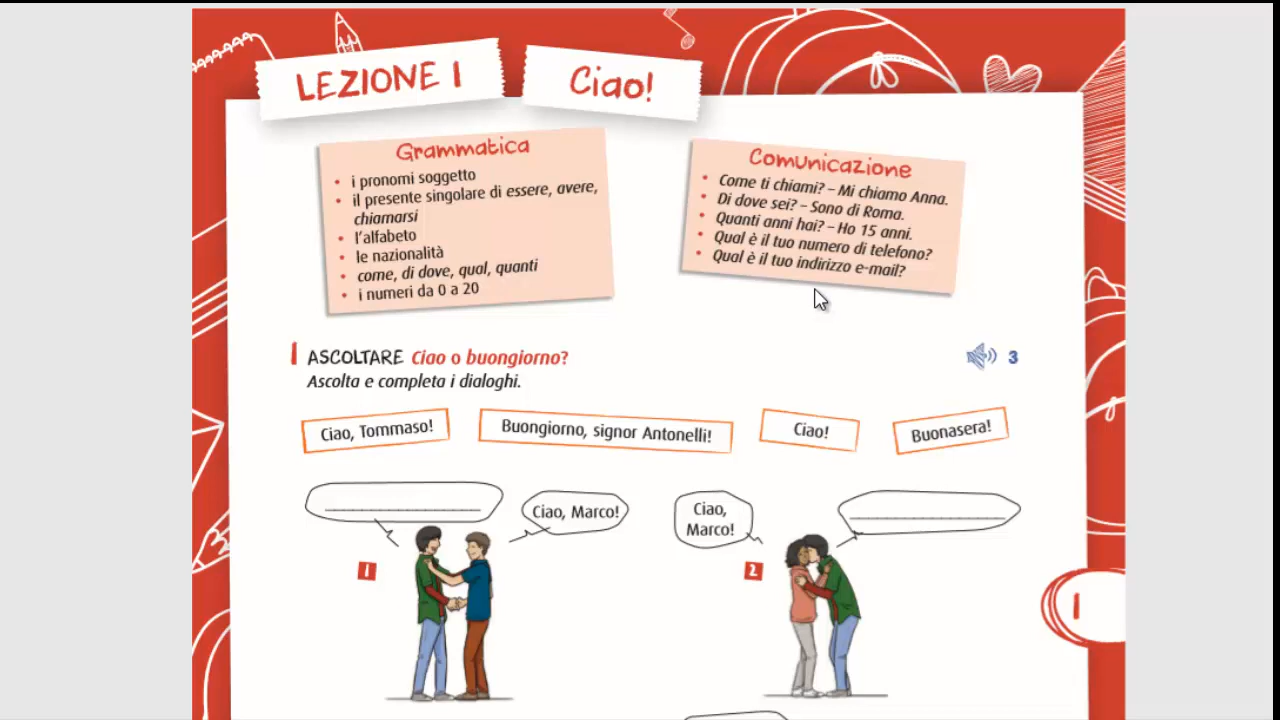 LEZIONE 1
Ciao!
Grammatica
• i pronomi soggetto
• il presente singolare di essere, avere,
chiamarsi
• l'alfabeto
• le nazionalità
• come, di dove, qual, quanti
• i numeri da 0 a 20
Comunicazione
• Come ti chiami? – Mi chiamo Anna.
• Di dove sei? – Sono di Roma.
• Quanti anni hai? – Ho 15 anni.
• Qual è il tuo numero di telefono?
• Qual è il tuo indirizzo e-mail?
1 ASCOLTARE Ciao o buongiorno?
3
Ascolta e completa i dialoghi.
Ciao, Tommaso!
Buongiorno, signor Antonelli!
Ciao!
Buonasera!
Ciao, Marco!
Ciao,
Marco!
1
2
1